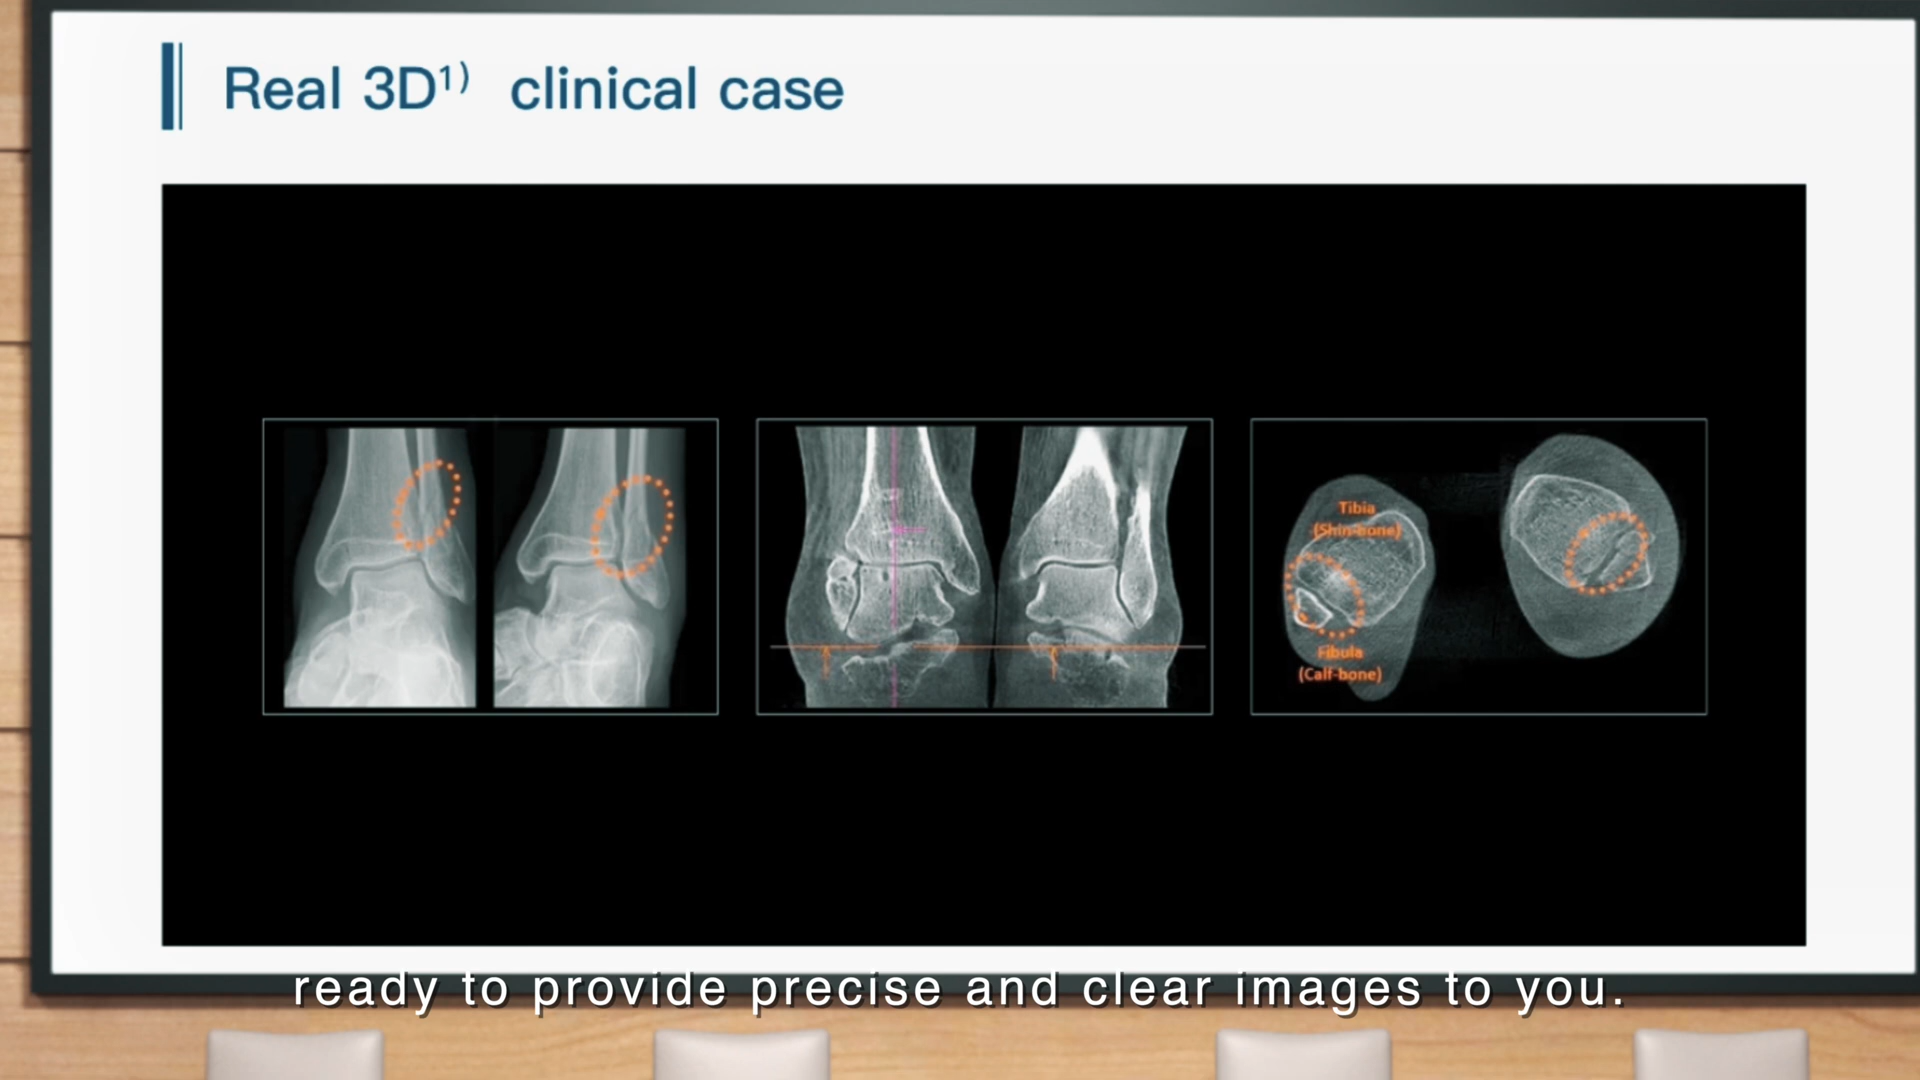 Real 3D¹⁾ clinical case
Tibia
(Shin-bone)
Fibula
(Calf-bone)
ready to provide precise and clear images to you.